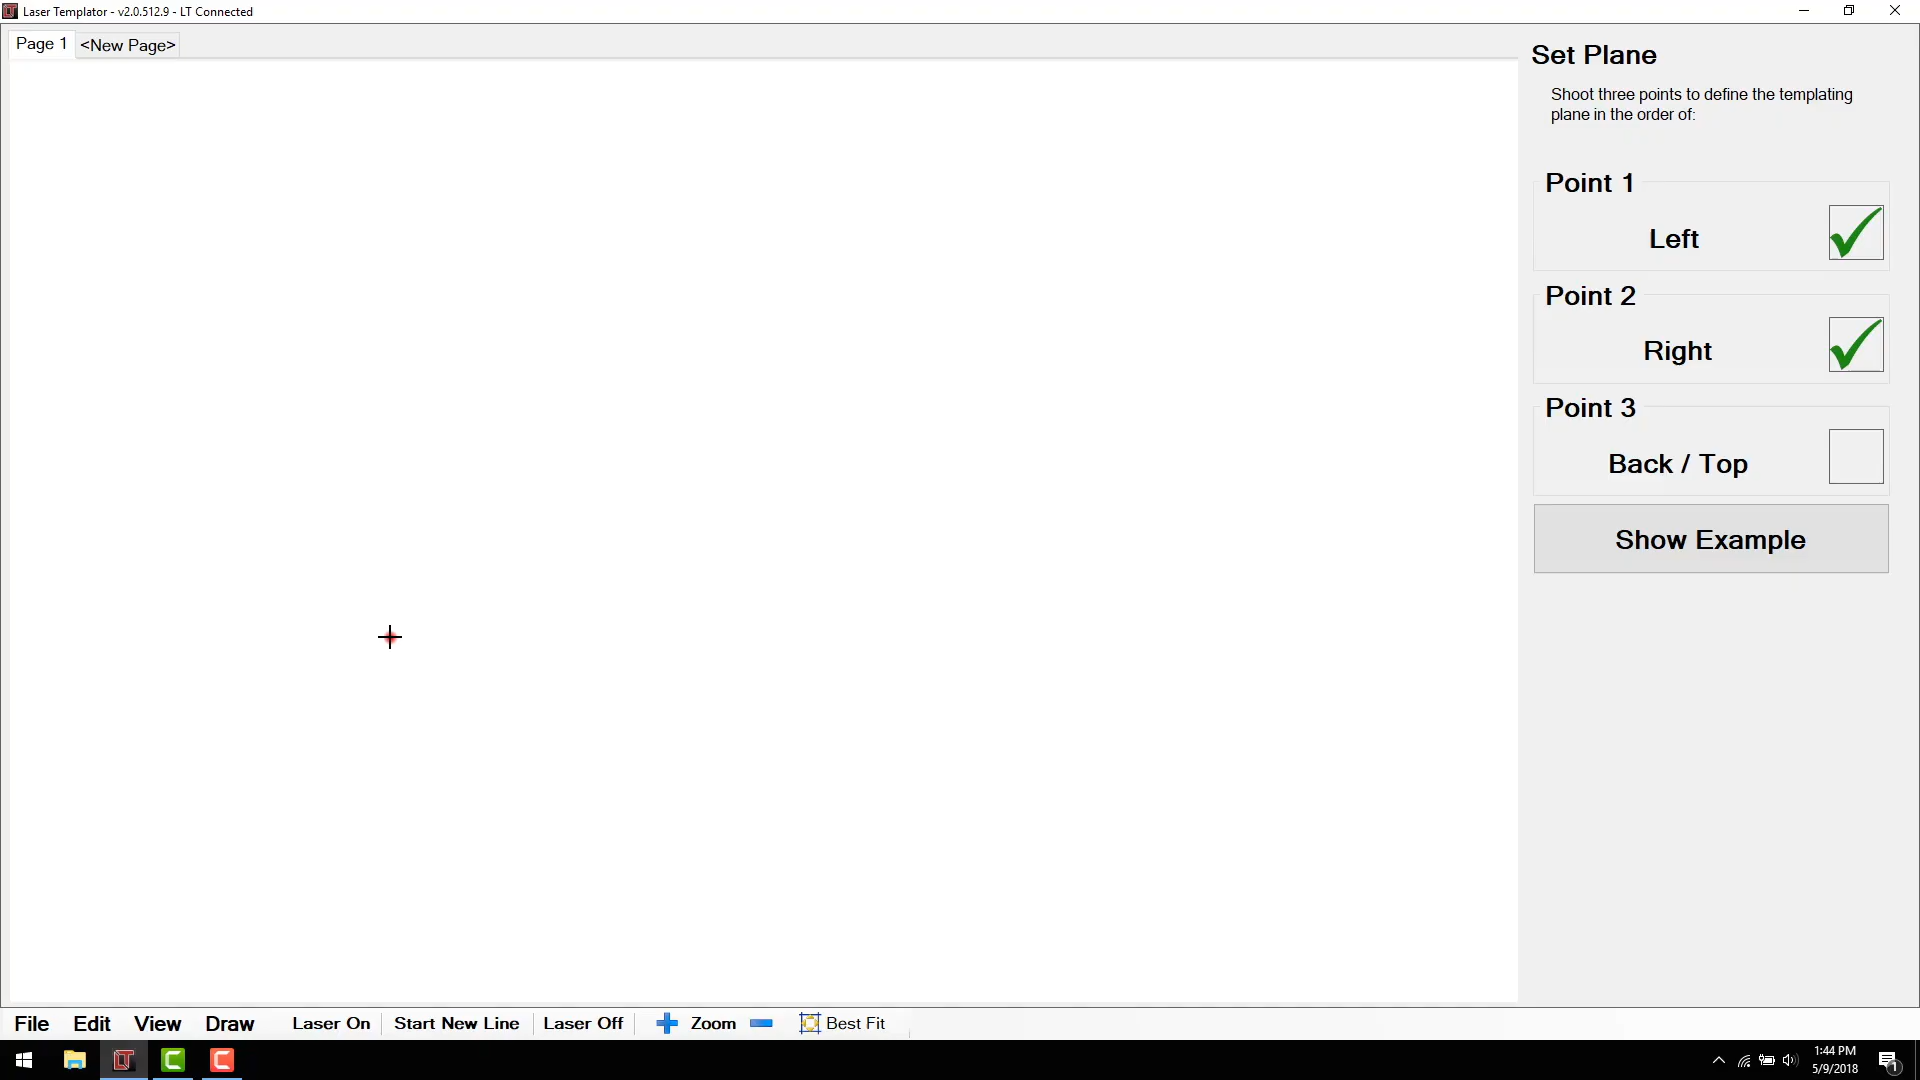 Laser Templator - v2.0.512.9 - LT Connected
Page 1
<New Page>
Set Plane
Shoot three points to define the templating
plane in the order of:
Point 1
Left
Point 2
Right
Point 3
Back / Top
Show Example
File
Edit
View
Draw
Laser On
Start New Line
Laser Off
Zoom
Best Fit
LT
C
C
1:44 PM
5/9/2018
1